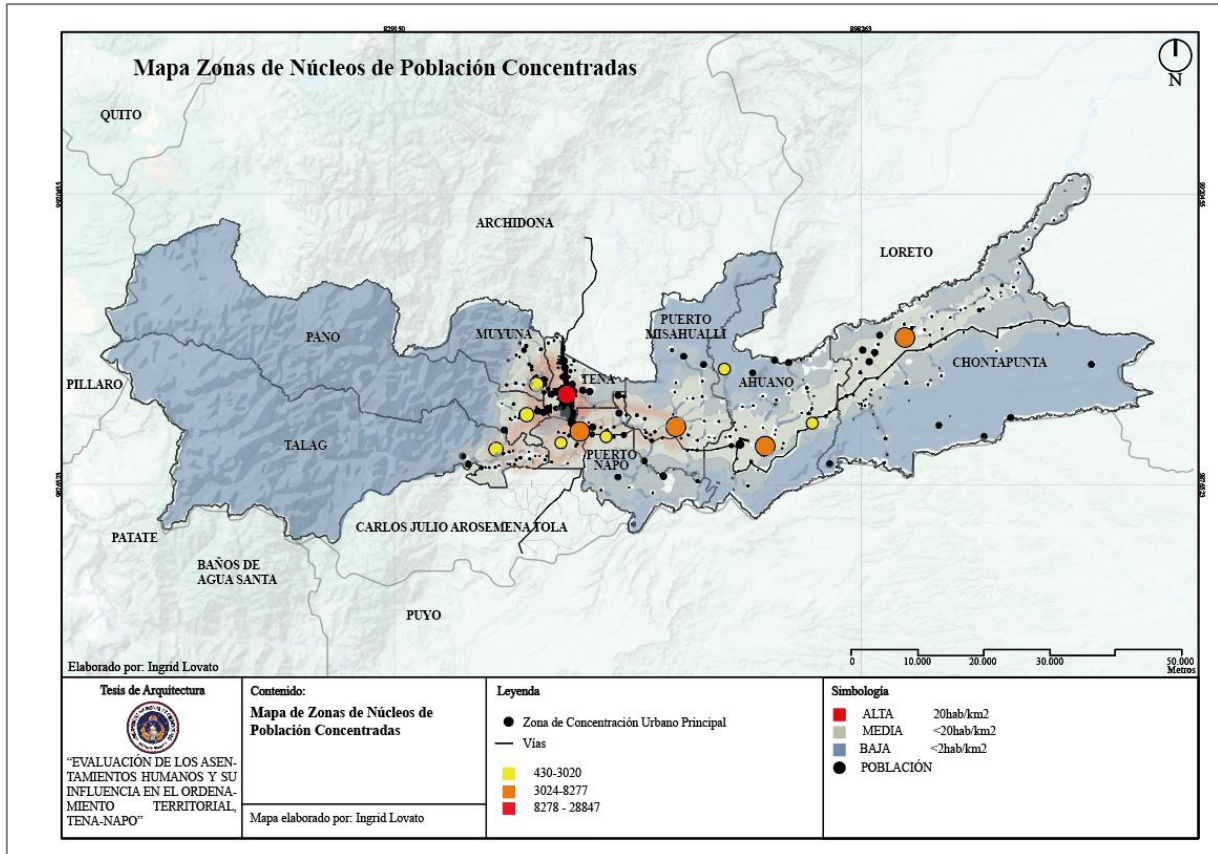 829150
898263
Mapa Zonas de Núcleos de Población Concentradas
N
QUITO
ARCHIDONA
LORETO
PANO
MUYUNA
PUERTO
MISAHUALLI
TENA
AHUANO
CHONTAPUNTA
PILLARO
TALAG
PUERTO
NAPO
CARLOS JULIO AROSEMENA TOLA
PATATE
BAÑOS DE
AGUA SANTA
PUYO
Elaborado por: Ingrid Lovato
0 10.000 20.000 30.000 50.000
Metros
Tesis de Arquitectura
"EVALUACIÓN DE LOS ASEN-
TAMIENTOS HUMANOS Y SU
INFLUENCIA EN EL ORDENA-
MIENTO TERRITORIAL,
TENA-NAPO"
Contenido:
Mapa de Zonas de Núcleos de
Población Concentradas
Mapa elaborado por: Ingrid Lovato
Leyenda
Zona de Concentración Urbano Principal
Vías
430-3020
3024-8277
8278 - 28847
Simbología
ALTA 20hab/km2
MEDIA <20hab/km2
BAJA <2hab/km2
POBLACIÓN